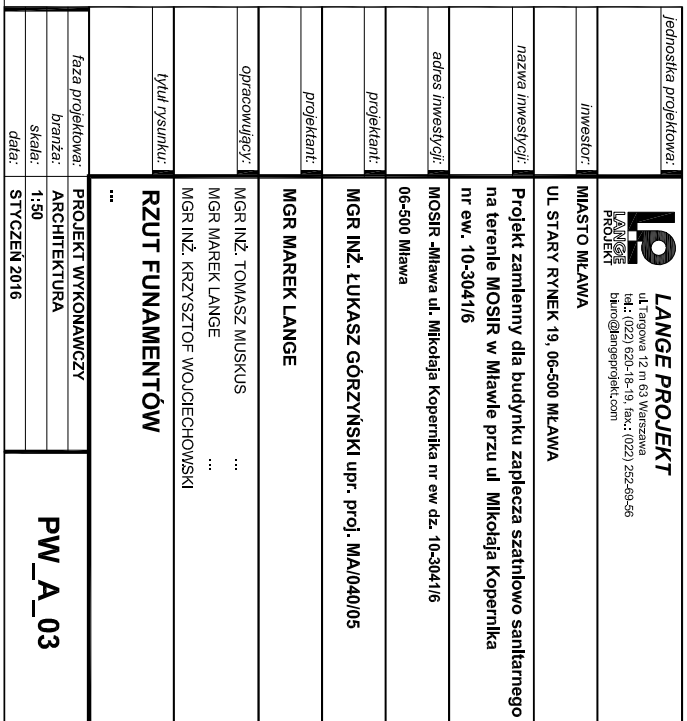 jednostka projektowa:
LANGE
PROJEKT
LANGE PROJEKT
ul.Targowa 12 m 63 Warszawa
tel.: (022) 620-18-19, fax.: (022) 252-69-56
biuro@langeprojekt.com
inwestor:
MIASTO MŁAWA
UL STARY RYNEK 19, 06-500 MŁAWA
nazwa inwestycji:
Projekt zamienny dla budynku zaplecza szatniowo sanitarnego
na terenie MOSIR w Mławie przu ul Mikołaja Kopernika
nr ew. 10-3041/6
adres inwestycji:
MOSIR -Mława ul. Mikołaja Kopernika nr ew dz. 10-3041/6
06-500 Mława
projektant:
MGR INŻ. ŁUKASZ GÓRZYŃSKI upr. proj. MA/040/05
projektant:
MGR MAREK LANGE
opracowujący:
MGR INŻ. TOMASZ MUSKUS ...
MGR MAREK LANGE ...
MGR INŻ. KRZYSZTOF WOJCIECHOWSKI
tytuł rysunku:
RZUT FUNAMENTÓW
...
faza projektowa:
PROJEKT WYKONAWCZY
branża:
ARCHITEKTURA
skala:
1:50
data:
STYCZEŃ 2016
PW_A_03